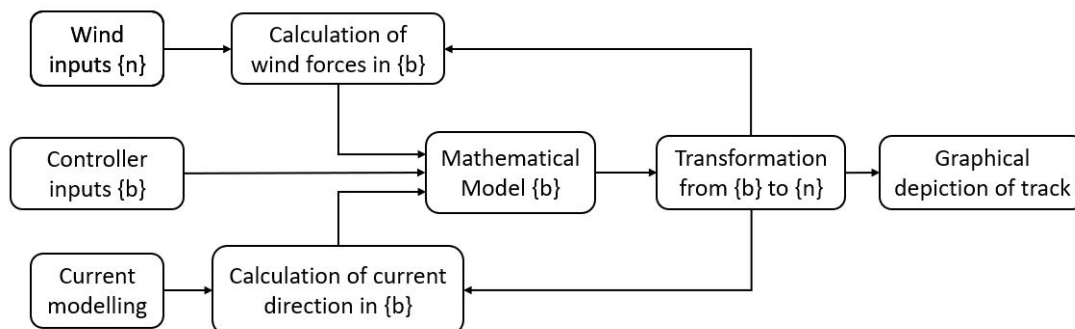 Wind
inputs {n}
Calculation of
wind forces in {b}
Controller
inputs {b}
Mathematical
Model {b}
Transformation
from {b} to {n}
Graphical
depiction of track
Current
modelling
Calculation of current
direction in {b}